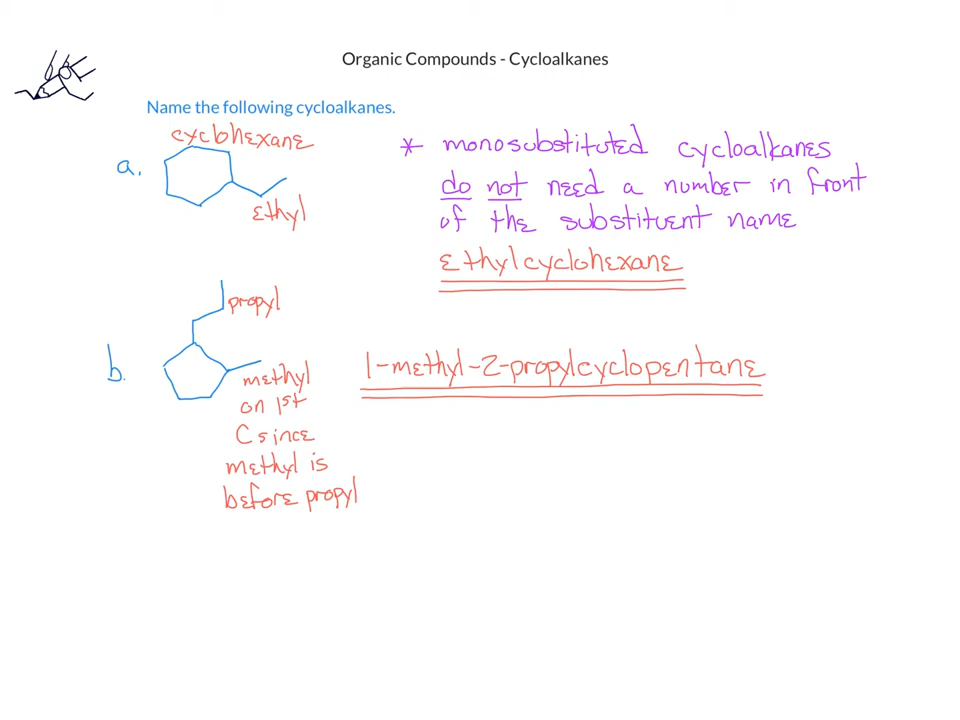 Organic Compounds - Cycloalkanes
Name the following cycloalkanes.
cyclohexane
a.
ethyl
* monosubstituted cycloalkanes
do not need a number in front
of the substituent name
ethylcyclohexane
propyl
b.
methyl
on 1st
C since
methyl is
before propyl
1-methyl-2-propylcyclopentane